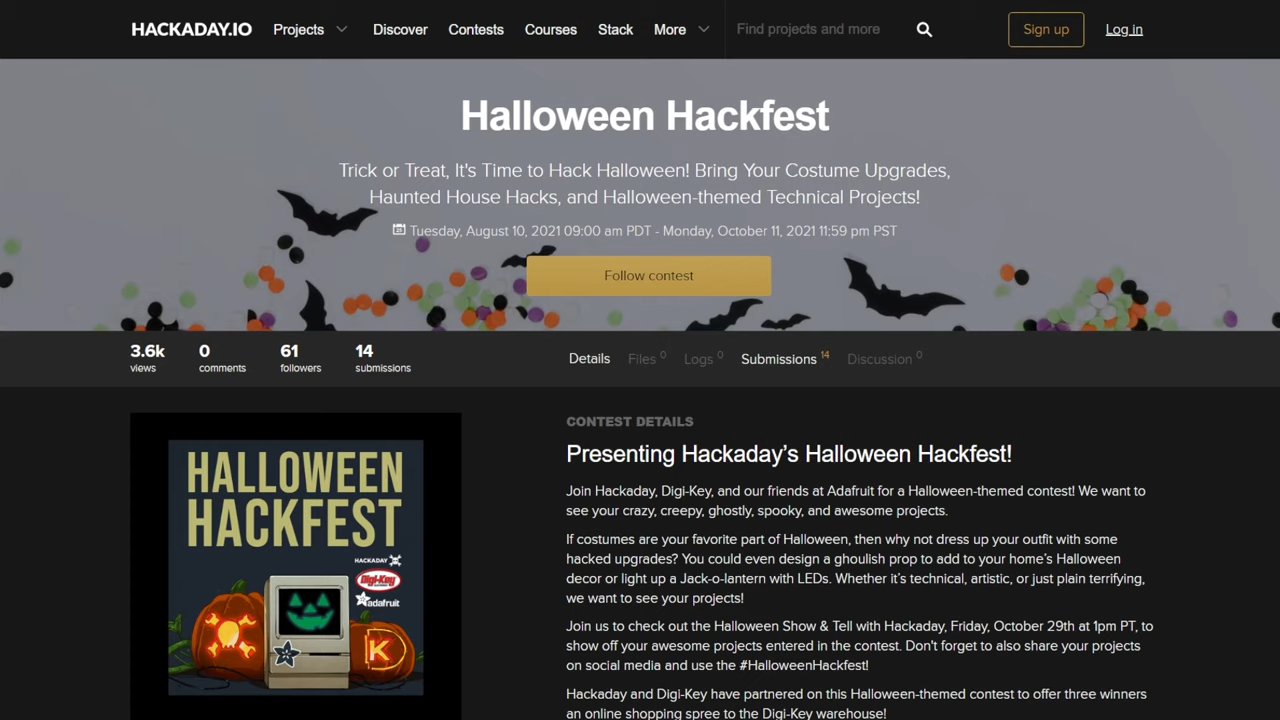 HACKADAY.IO Projects Discover Contests Courses Stack More Find projects and more Sign up Log in
Halloween Hackfest
Trick or Treat, It's Time to Hack Halloween! Bring Your Costume Upgrades,
Haunted House Hacks, and Halloween-themed Technical Projects!
Tuesday, August 10, 2021 09:00 am PDT - Monday, October 11, 2021 11:59 pm PST
Follow contest
3.6k 0 61 14
views comments followers submissions
Details Files 0 Logs 0 Submissions 14 Discussion 0
HALLOWEEN
HACKFEST
HACKADAY
Digi-Key
adafruit
K
CONTEST DETAILS
Presenting Hackaday’s Halloween Hackfest!
Join Hackaday, Digi-Key, and our friends at Adafruit for a Halloween-themed contest! We want to
see your crazy, creepy, ghostly, spooky, and awesome projects.
If costumes are your favorite part of Halloween, then why not dress up your outfit with some
hacked upgrades? You could even design a ghoulish prop to add to your home’s Halloween
decor or light up a Jack-o-lantern with LEDs. Whether it’s technical, artistic, or just plain terrifying,
we want to see your projects!
Join us to check out the Halloween Show & Tell with Hackaday, Friday, October 29th at 1pm PT, to
show off your awesome projects entered in the contest. Don't forget to also share your projects
on social media and use the #HalloweenHackfest!
Hackaday and Digi-Key have partnered on this Halloween-themed contest to offer three winners
an online shopping spree to the Digi-Key warehouse!